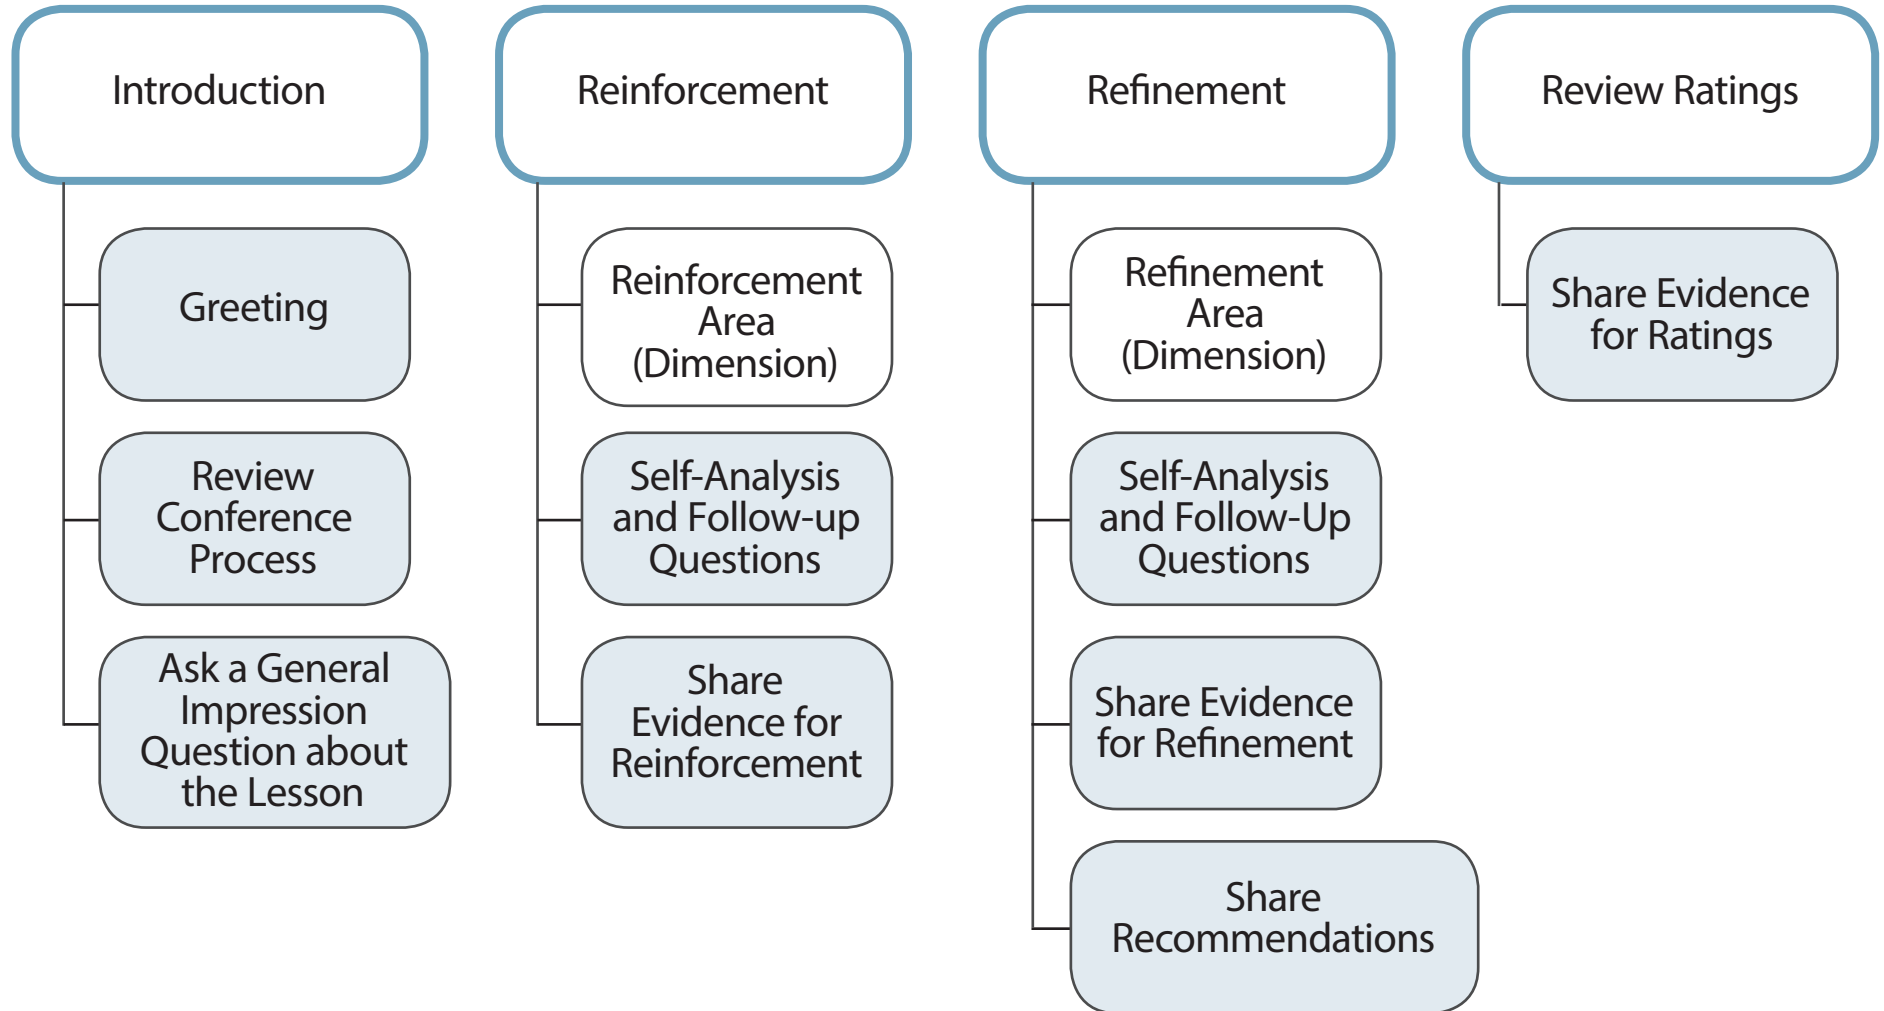 Introduction
Greeting
Review
Conference
Process
Ask a General
Impression
Question about
the Lesson
Reinforcement
Reinforcement
Area
(Dimension)
Self-Analysis
and Follow-up
Questions
Share
Evidence for
Reinforcement
Refinement
Refinement
Area
(Dimension)
Self-Analysis
and Follow-Up
Questions
Share Evidence
for Refinement
Share
Recommendations
Review Ratings
Share Evidence
for Ratings